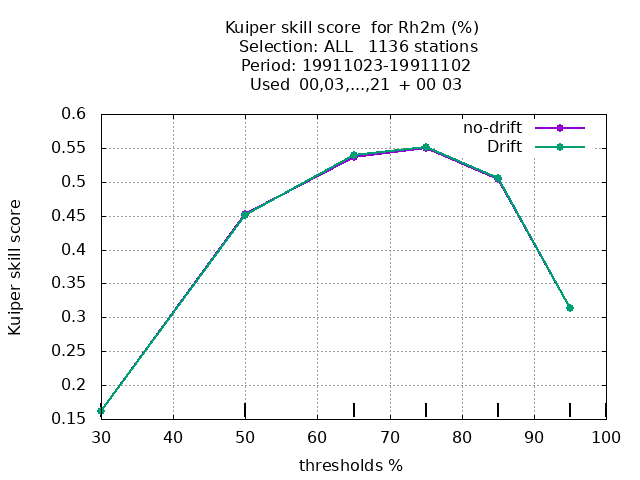 Kuiper skill score  for Rh2m (%)
Selection: ALL   1136 stations
Period: 19911023-19911102
Used  00,03,...,21  + 00 03
no-drift
Drift
0.6
0.55
0.5
0.45
0.4
0.35
0.3
0.25
0.2
0.15
Kuiper skill score
30 40 50 60 70 80 90 100
thresholds %